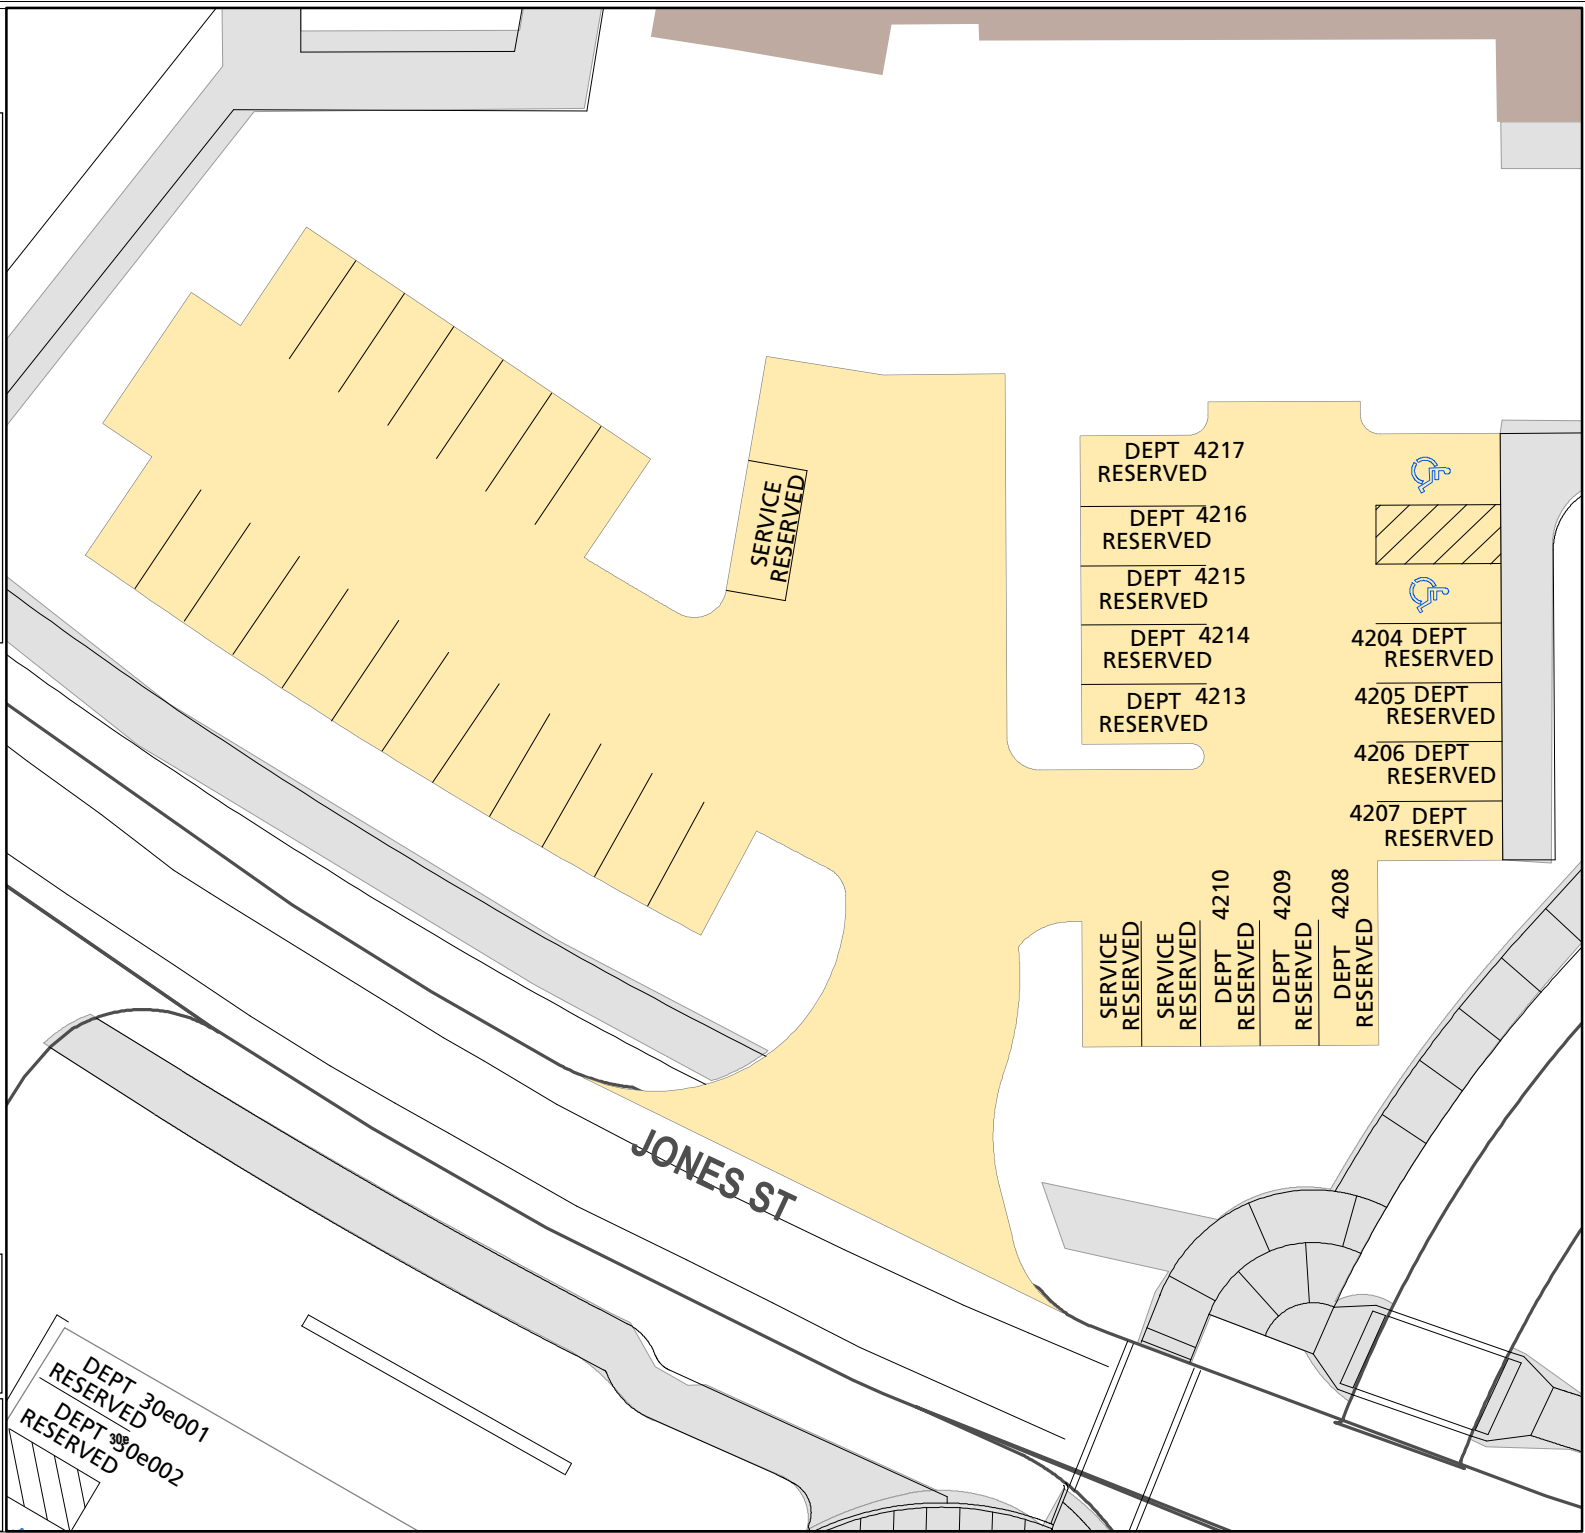 DEPT 4217
RESERVED
DEPT 4216
RESERVED
DEPT 4215
RESERVED
DEPT 4214
RESERVED
DEPT 4213
RESERVED
SERVICE
RESERVED
4204 DEPT
RESERVED
4205 DEPT
RESERVED
4206 DEPT
RESERVED
4207 DEPT
RESERVED
SERVICE
RESERVED
SERVICE
RESERVED
DEPT 4210
RESERVED
DEPT 4209
RESERVED
DEPT 4208
RESERVED
JONES ST
DEPT 30e001
RESERVED
DEPT 30e002
RESERVED
30e